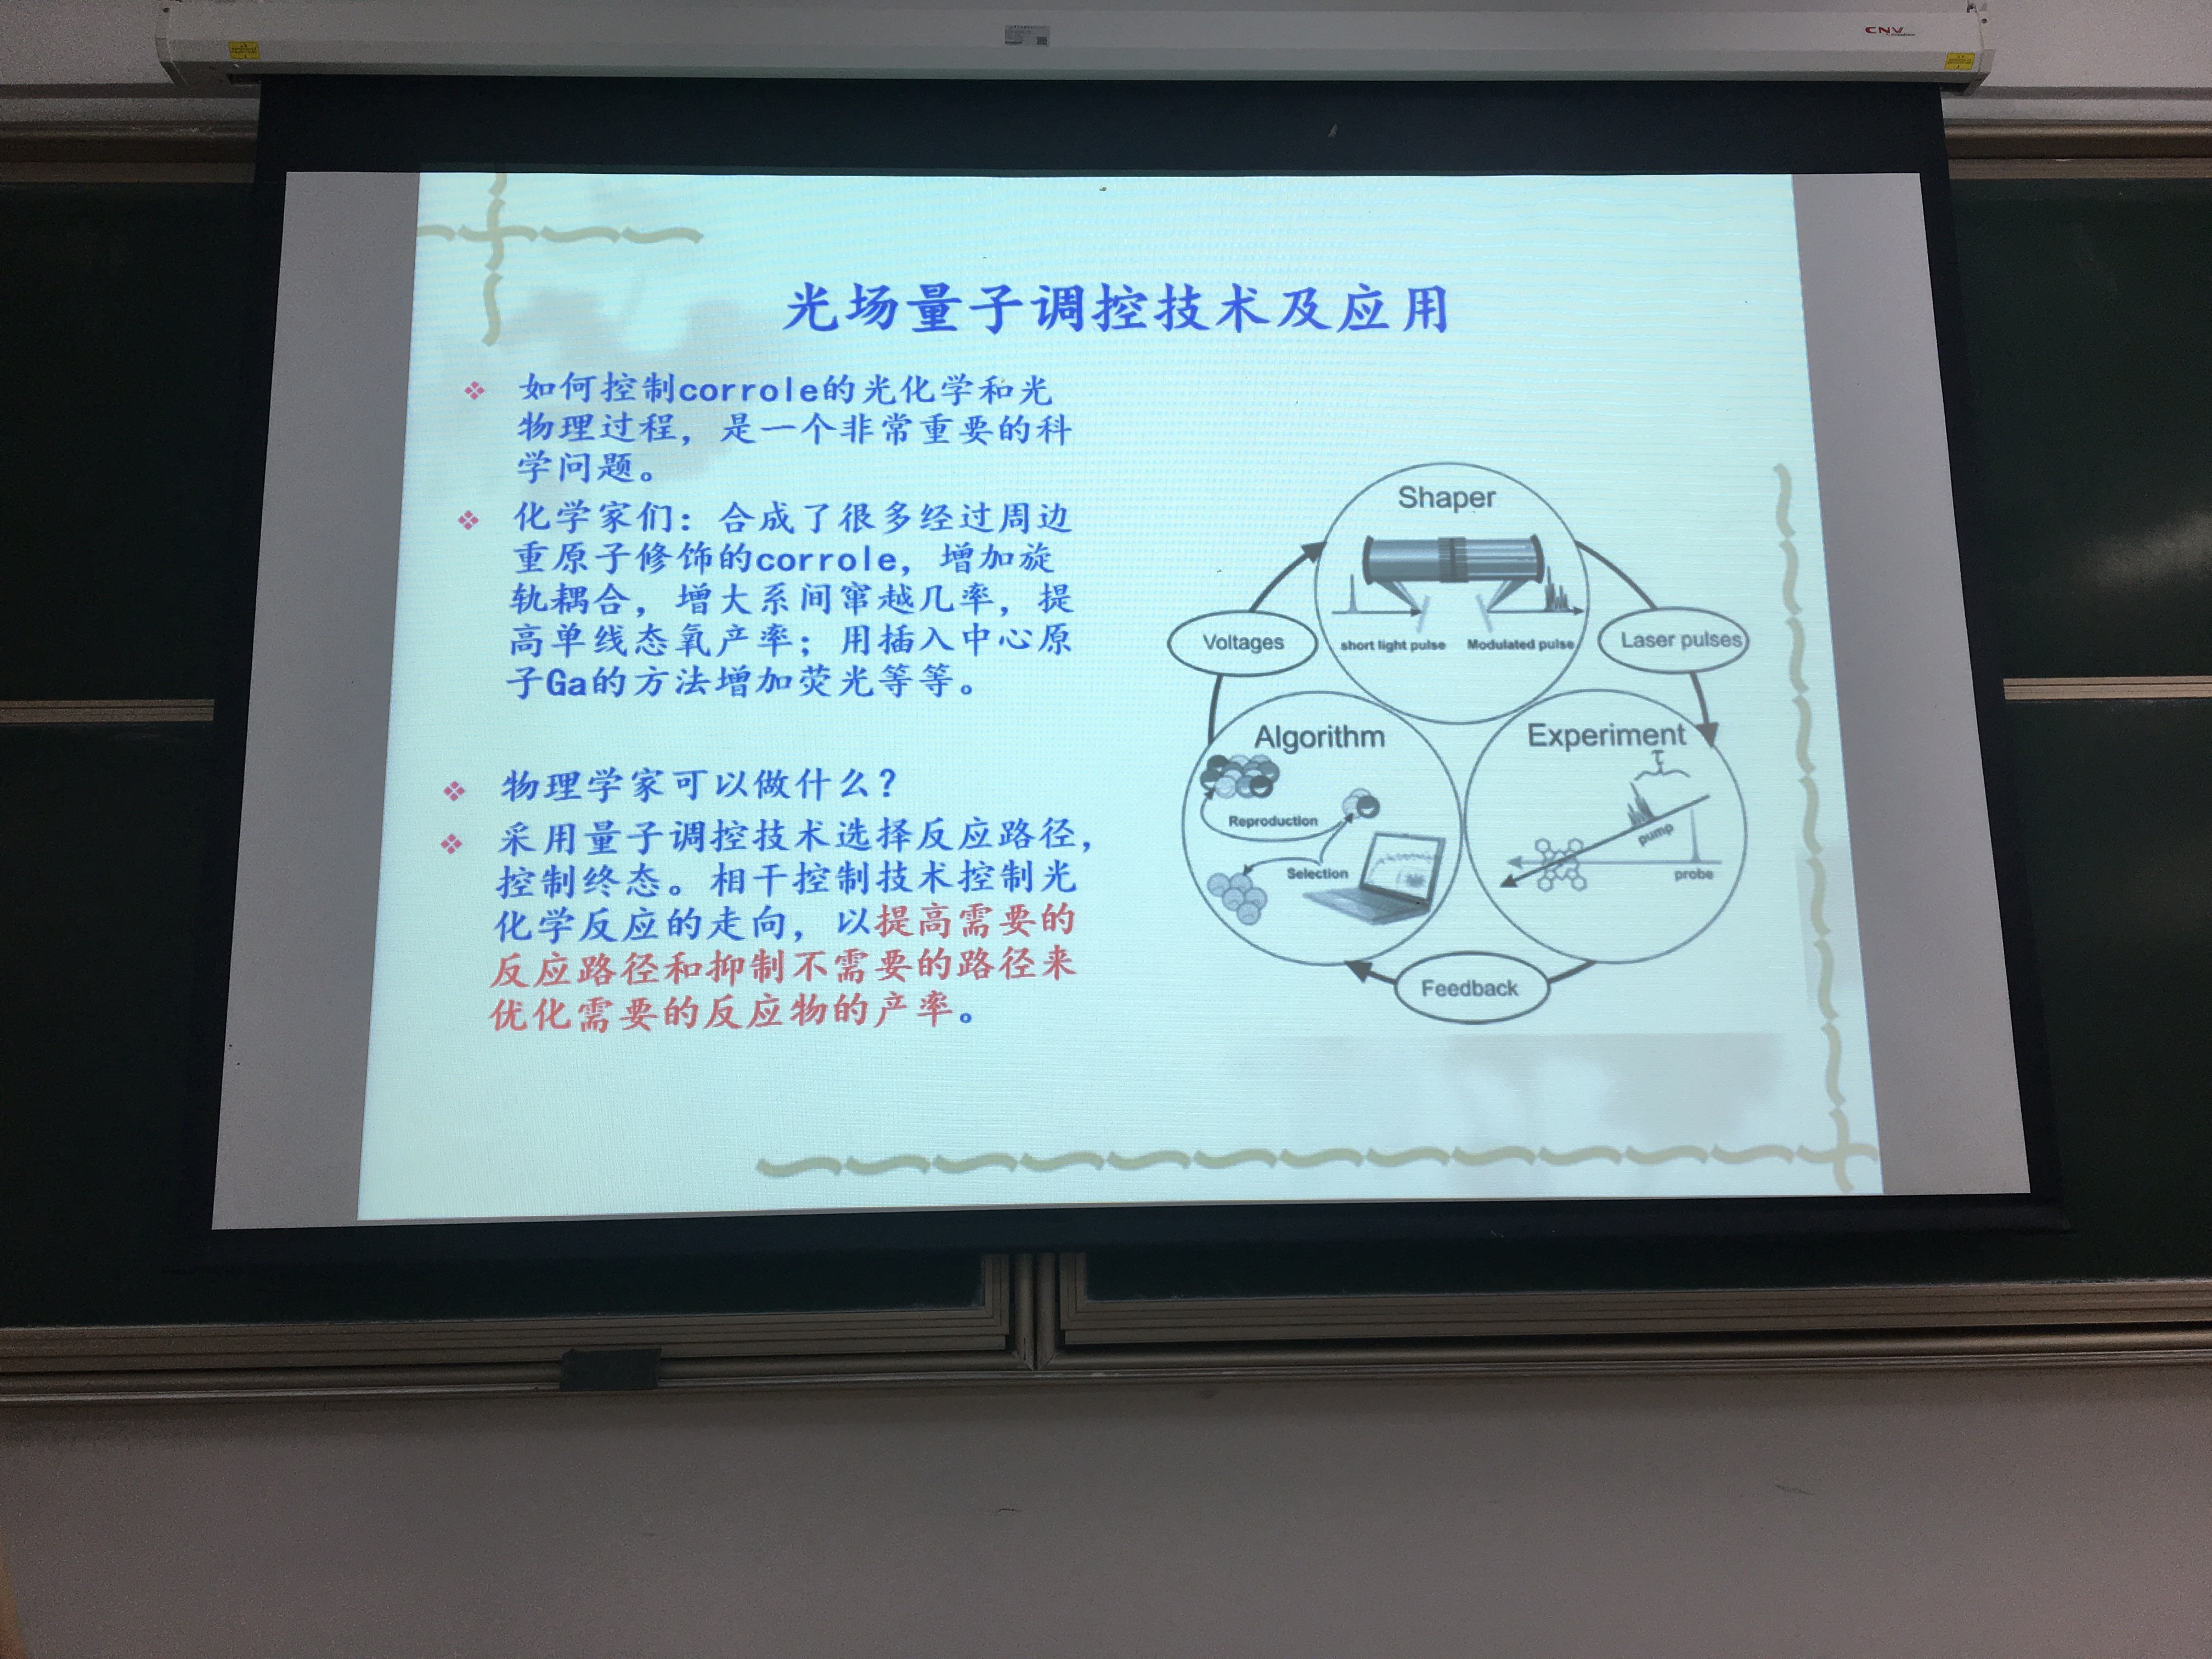 CNV
光场量子调控技术及应用
如何控制corrole的光化学和光
物理过程，是一个非常重要的科
学问题。
化学家们：合成了很多经过周边
重原子修饰的corrole，增加旋
轨耦合，增大系间窜越几率，提
高单线态氧产率；用插入中心原
子Ga的方法增加荧光等等。
物理学家可以做什么？
采用量子调控技术选择反应路径，
控制终态。相干控制技术控制光
化学反应的走向，以提高需要的
反应路径和抑制不需要的路径来
优化需要的反应物的产率。
Shaper
short light pulse
Modulated pulse
Voltages
Laser pulses
Algorithm
Reproduction
Selection
Experiment
τ
pump
probe
Feedback